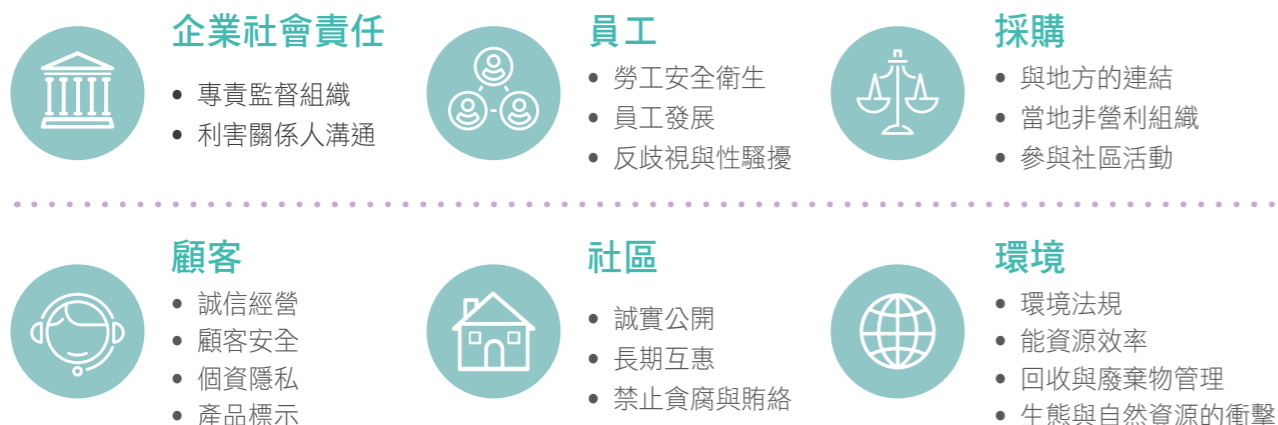 企業社會責任
• 專責監督組織
• 利害關係人溝通
員工
• 勞工安全衛生
• 員工發展
• 反歧視與性騷擾
採購
• 與地方的連結
• 當地非營利組織
• 參與社區活動
顧客
• 誠信經營
• 顧客安全
• 個資隱私
• 產品標示
社區
• 誠實公開
• 長期互惠
• 禁止貪腐與賄絡
環境
• 環境法規
• 能資源效率
• 回收與廢棄物管理
• 生態與自然資源的衝擊